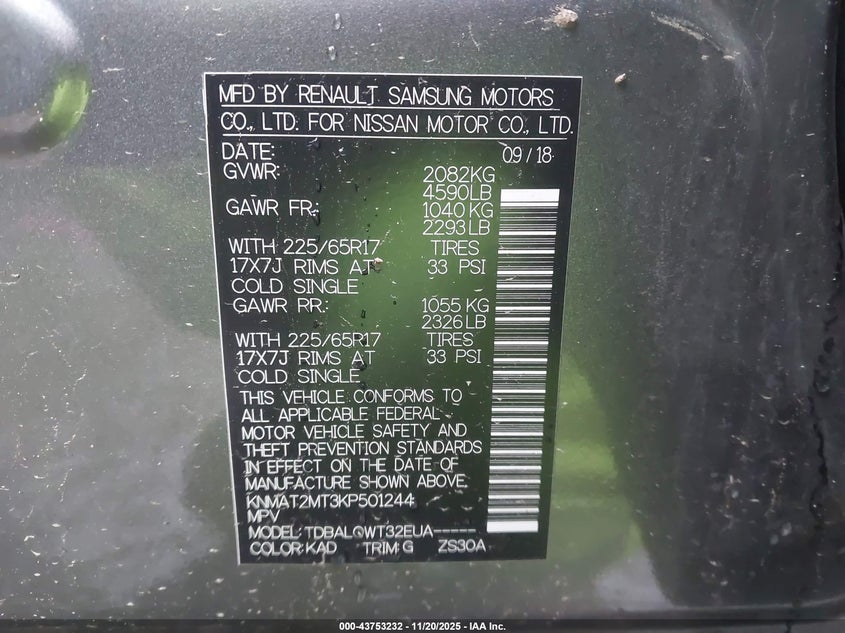 MFD BY RENAULT SAMSUNG MOTORS
CO., LTD. FOR NISSAN MOTOR CO., LTD.
DATE: 09 / 18
GVWR: 2082KG
4590LB
GAWR FR: 1040 KG
2293 LB
WITH 225/65R17 TIRES
17X7J RIMS AT 33 PSI
COLD SINGLE
GAWR RR: 1055 KG
2326 LB
WITH 225/65R17 TIRES
17X7J RIMS AT 33 PSI
COLD SINGLE
THIS VEHICLE CONFORMS TO
ALL APPLICABLE FEDERAL
MOTOR VEHICLE SAFETY AND
THEFT PREVENTION STANDARDS
IN EFFECT ON THE DATE OF
MANUFACTURE SHOWN ABOVE.
KNMAT2MT3KP501244
MPV
MODEL: TDBALQWT32EUA-----
COLOR: KAD TRIM: G ZS30A
000-43753232 - 11/20/2025 - IAA Inc.